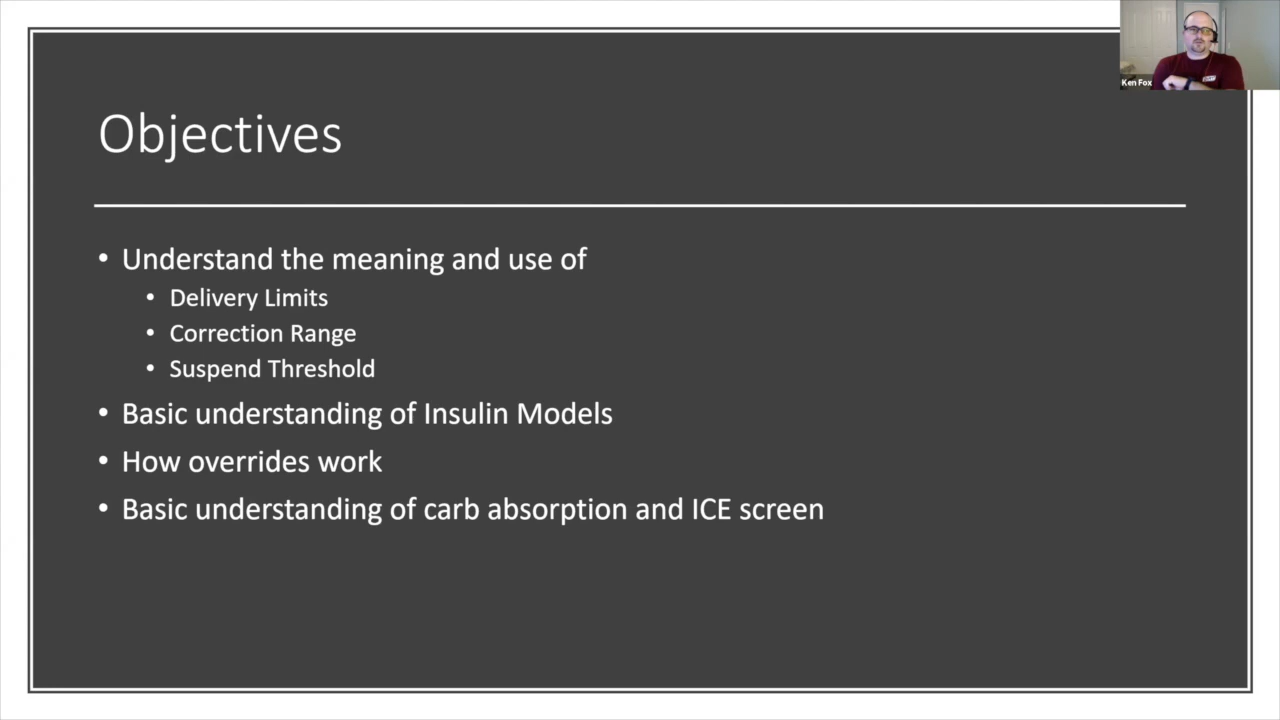 Objectives
• Understand the meaning and use of
• Delivery Limits
• Correction Range
• Suspend Threshold
• Basic understanding of Insulin Models
• How overrides work
• Basic understanding of carb absorption and ICE screen
Ken Fox